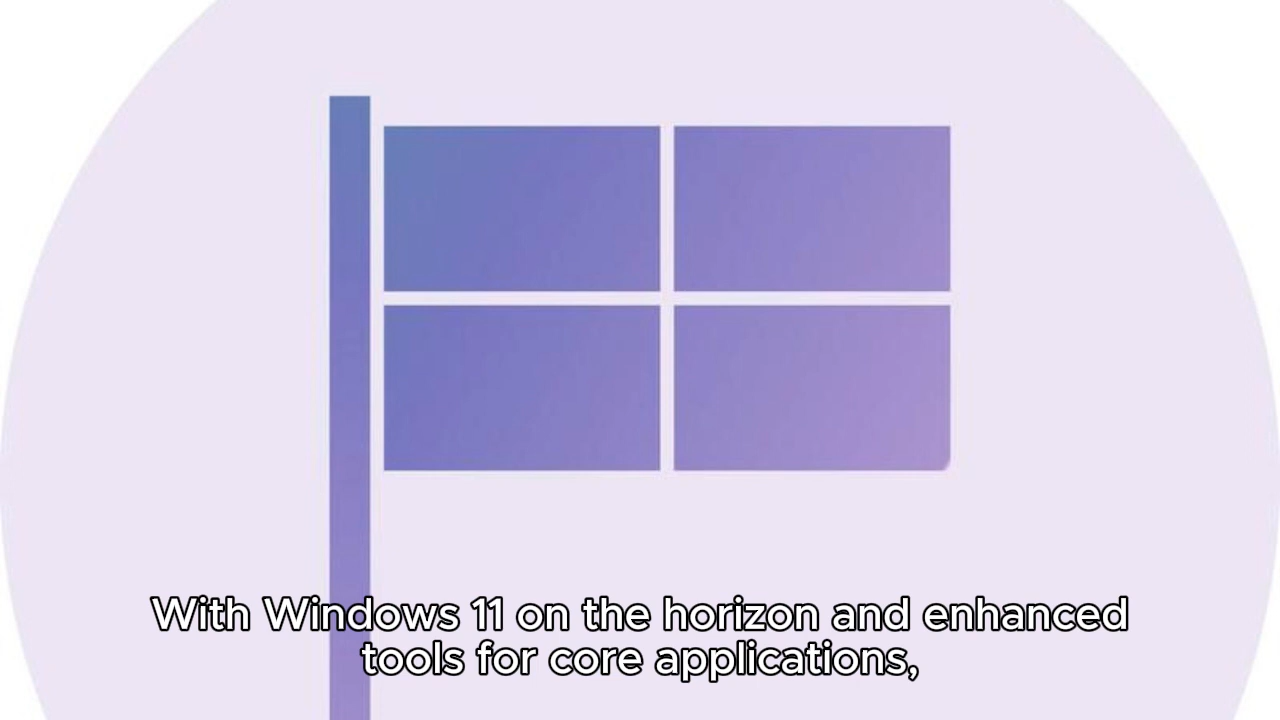 With Windows 11 on the horizon and enhanced
tools for core applications,